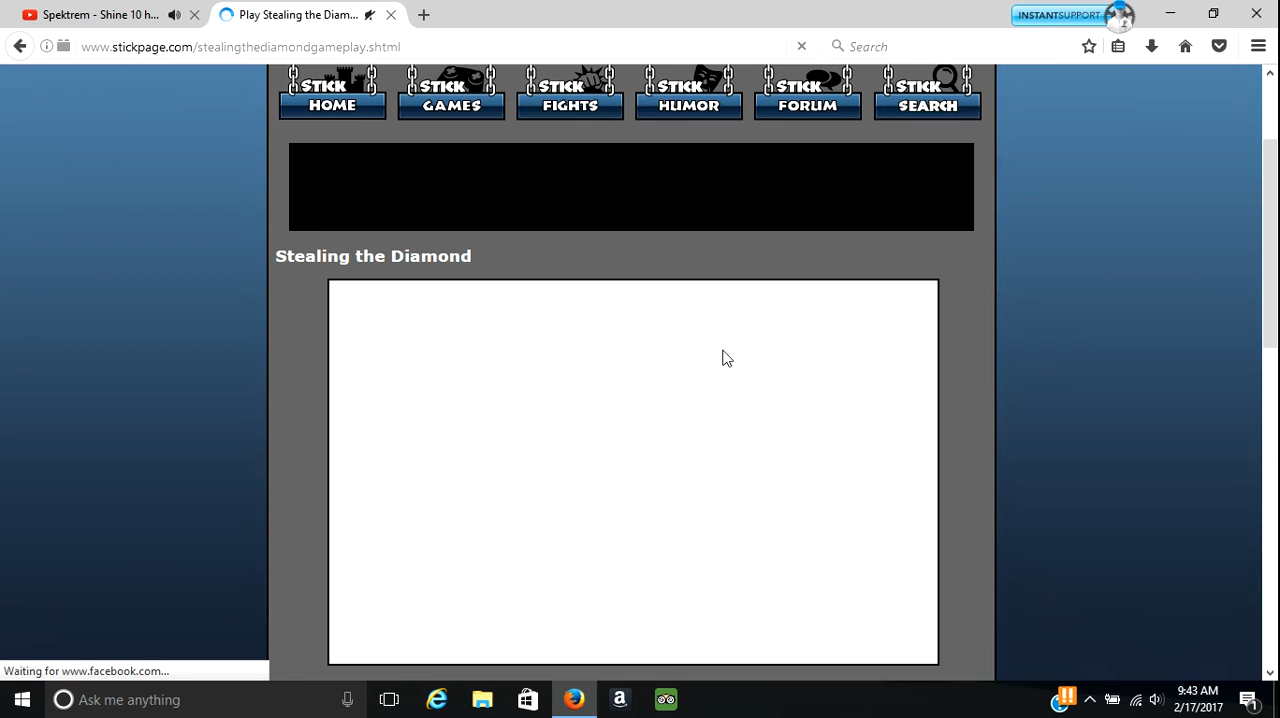 Spektrem - Shine 10 h...
Play Stealing the Diam...
INSTANTSUPPORT
www.stickpage.com/stealingthediamondgameplay.shtml
Search
STICK HOME
STICK GAMES
STICK FIGHTS
STICK HUMOR
STICK FORUM
STICK SEARCH
Stealing the Diamond
Waiting for www.facebook.com...
Ask me anything
9:43 AM
2/17/2017
1